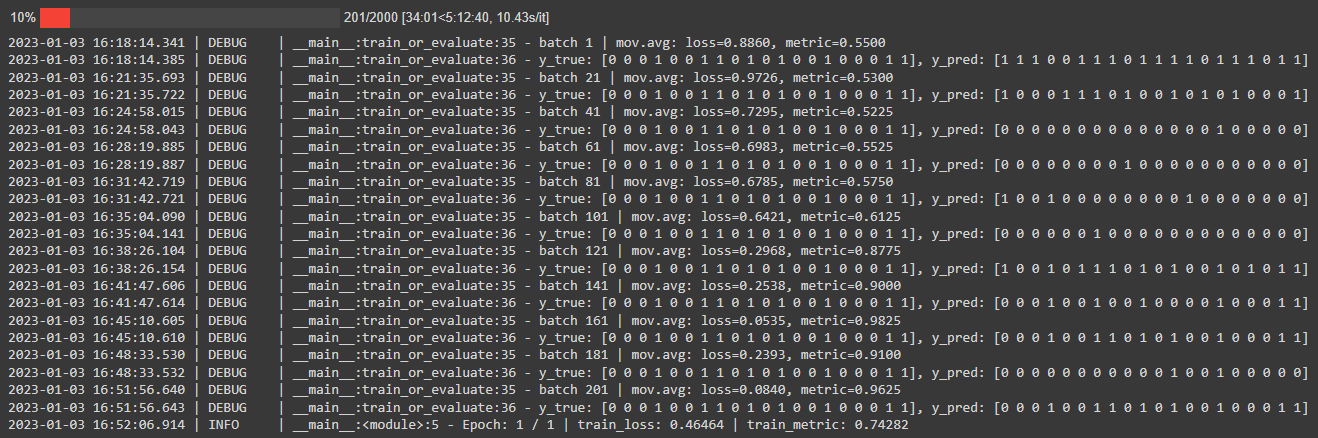 10% 201/2000 [34:01<5:12:40, 10.43s/it]
2023-01-03 16:18:14.341 | DEBUG    | __main__:train_or_evaluate:35 - batch 1 | mov.avg: loss=0.8860, metric=0.5500
2023-01-03 16:18:14.385 | DEBUG    | __main__:train_or_evaluate:36 - y_true: [0 0 0 1 0 0 1 1 0 1 0 1 0 0 1 0 0 0 1 1], y_pred: [1 1 1 0 0 1 1 1 0 1 1 1 1 0 1 1 1 0 1 1]
2023-01-03 16:21:35.693 | DEBUG    | __main__:train_or_evaluate:35 - batch 21 | mov.avg: loss=0.9726, metric=0.5300
2023-01-03 16:21:35.722 | DEBUG    | __main__:train_or_evaluate:36 - y_true: [0 0 0 1 0 0 1 1 0 1 0 1 0 0 1 0 0 0 1 1], y_pred: [1 0 0 0 1 1 1 0 1 0 0 1 0 1 0 1 0 0 0 1]
2023-01-03 16:24:58.015 | DEBUG    | __main__:train_or_evaluate:35 - batch 41 | mov.avg: loss=0.7295, metric=0.5225
2023-01-03 16:24:58.043 | DEBUG    | __main__:train_or_evaluate:36 - y_true: [0 0 0 1 0 0 1 1 0 1 0 1 0 0 1 0 0 0 1 1], y_pred: [0 0 0 0 0 0 0 0 0 0 0 0 0 0 1 0 0 0 0 0]
2023-01-03 16:28:19.885 | DEBUG    | __main__:train_or_evaluate:35 - batch 61 | mov.avg: loss=0.6983, metric=0.5525
2023-01-03 16:28:19.887 | DEBUG    | __main__:train_or_evaluate:36 - y_true: [0 0 0 1 0 0 1 1 0 1 0 1 0 0 1 0 0 0 1 1], y_pred: [0 0 0 0 0 0 0 0 1 0 0 0 0 0 0 0 0 0 0 0]
2023-01-03 16:31:42.719 | DEBUG    | __main__:train_or_evaluate:35 - batch 81 | mov.avg: loss=0.6785, metric=0.5750
2023-01-03 16:31:42.721 | DEBUG    | __main__:train_or_evaluate:36 - y_true: [0 0 0 1 0 0 1 1 0 1 0 1 0 0 1 0 0 0 1 1], y_pred: [1 0 0 1 0 0 0 0 0 0 0 0 1 0 0 0 0 0 0 0]
2023-01-03 16:35:04.090 | DEBUG    | __main__:train_or_evaluate:35 - batch 101 | mov.avg: loss=0.6421, metric=0.6125
2023-01-03 16:35:04.141 | DEBUG    | __main__:train_or_evaluate:36 - y_true: [0 0 0 1 0 0 1 1 0 1 0 1 0 0 1 0 0 0 1 1], y_pred: [0 0 0 0 0 0 1 0 0 0 0 0 0 0 0 0 0 0 0 0]
2023-01-03 16:38:26.104 | DEBUG    | __main__:train_or_evaluate:35 - batch 121 | mov.avg: loss=0.2968, metric=0.8775
2023-01-03 16:38:26.154 | DEBUG    | __main__:train_or_evaluate:36 - y_true: [0 0 0 1 0 0 1 1 0 1 0 1 0 0 1 0 0 0 1 1], y_pred: [1 0 0 1 0 1 1 1 0 1 0 1 0 0 1 0 1 0 1 1]
2023-01-03 16:41:47.606 | DEBUG    | __main__:train_or_evaluate:35 - batch 141 | mov.avg: loss=0.2538, metric=0.9000
2023-01-03 16:41:47.614 | DEBUG    | __main__:train_or_evaluate:36 - y_true: [0 0 0 1 0 0 1 1 0 1 0 1 0 0 1 0 0 0 1 1], y_pred: [0 0 0 1 0 0 1 0 0 1 0 0 0 0 1 0 0 0 1 1]
2023-01-03 16:45:10.605 | DEBUG    | __main__:train_or_evaluate:35 - batch 161 | mov.avg: loss=0.0535, metric=0.9825
2023-01-03 16:45:10.610 | DEBUG    | __main__:train_or_evaluate:36 - y_true: [0 0 0 1 0 0 1 1 0 1 0 1 0 0 1 0 0 0 1 1], y_pred: [0 0 0 1 0 0 1 1 0 1 0 1 0 0 1 0 0 0 1 1]
2023-01-03 16:48:33.530 | DEBUG    | __main__:train_or_evaluate:35 - batch 181 | mov.avg: loss=0.2393, metric=0.9100
2023-01-03 16:48:33.532 | DEBUG    | __main__:train_or_evaluate:36 - y_true: [0 0 0 1 0 0 1 1 0 1 0 1 0 0 1 0 0 0 1 1], y_pred: [0 0 0 0 0 0 0 0 0 0 0 1 0 0 1 0 0 0 0 0]
2023-01-03 16:51:56.640 | DEBUG    | __main__:train_or_evaluate:35 - batch 201 | mov.avg: loss=0.0840, metric=0.9625
2023-01-03 16:51:56.643 | DEBUG    | __main__:train_or_evaluate:36 - y_true: [0 0 0 1 0 0 1 1 0 1 0 1 0 0 1 0 0 0 1 1], y_pred: [0 0 0 1 0 0 1 1 0 1 0 1 0 0 1 0 0 0 1 1]
2023-01-03 16:52:06.914 | INFO     | __main__:<module>:5 - Epoch: 1 / 1 | train_loss: 0.46464 | train_metric: 0.74282